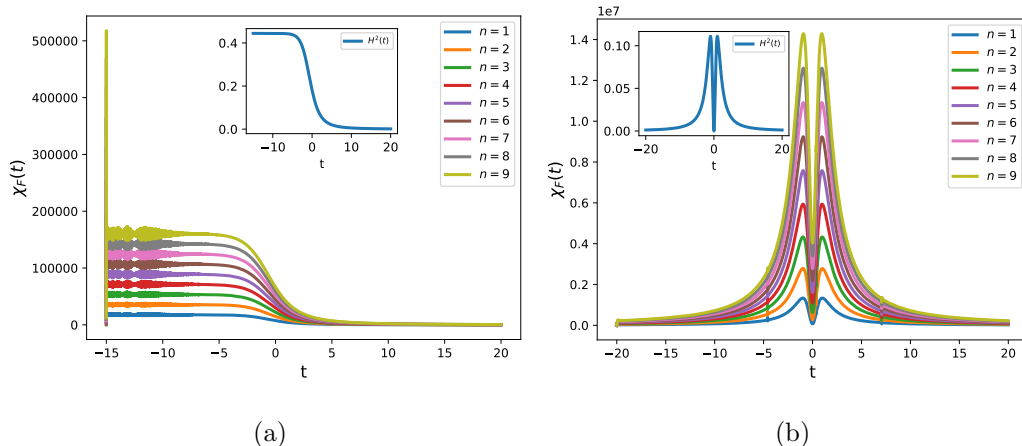 χ_F(t)
500000
400000
300000
200000
100000
0
−15 −10 −5 0 5 10 15 20
t
H²(t)
0.4
0.2
0.0
−10 0 10 20
t
n = 1
n = 2
n = 3
n = 4
n = 5
n = 6
n = 7
n = 8
n = 9
(a)
1e7
χ_F(t)
1.4
1.2
1.0
0.8
0.6
0.4
0.2
0.0
−20 −15 −10 −5 0 5 10 15 20
t
H²(t)
0.10
0.05
0.00
−20 0 20
t
n = 1
n = 2
n = 3
n = 4
n = 5
n = 6
n = 7
n = 8
n = 9
(b)